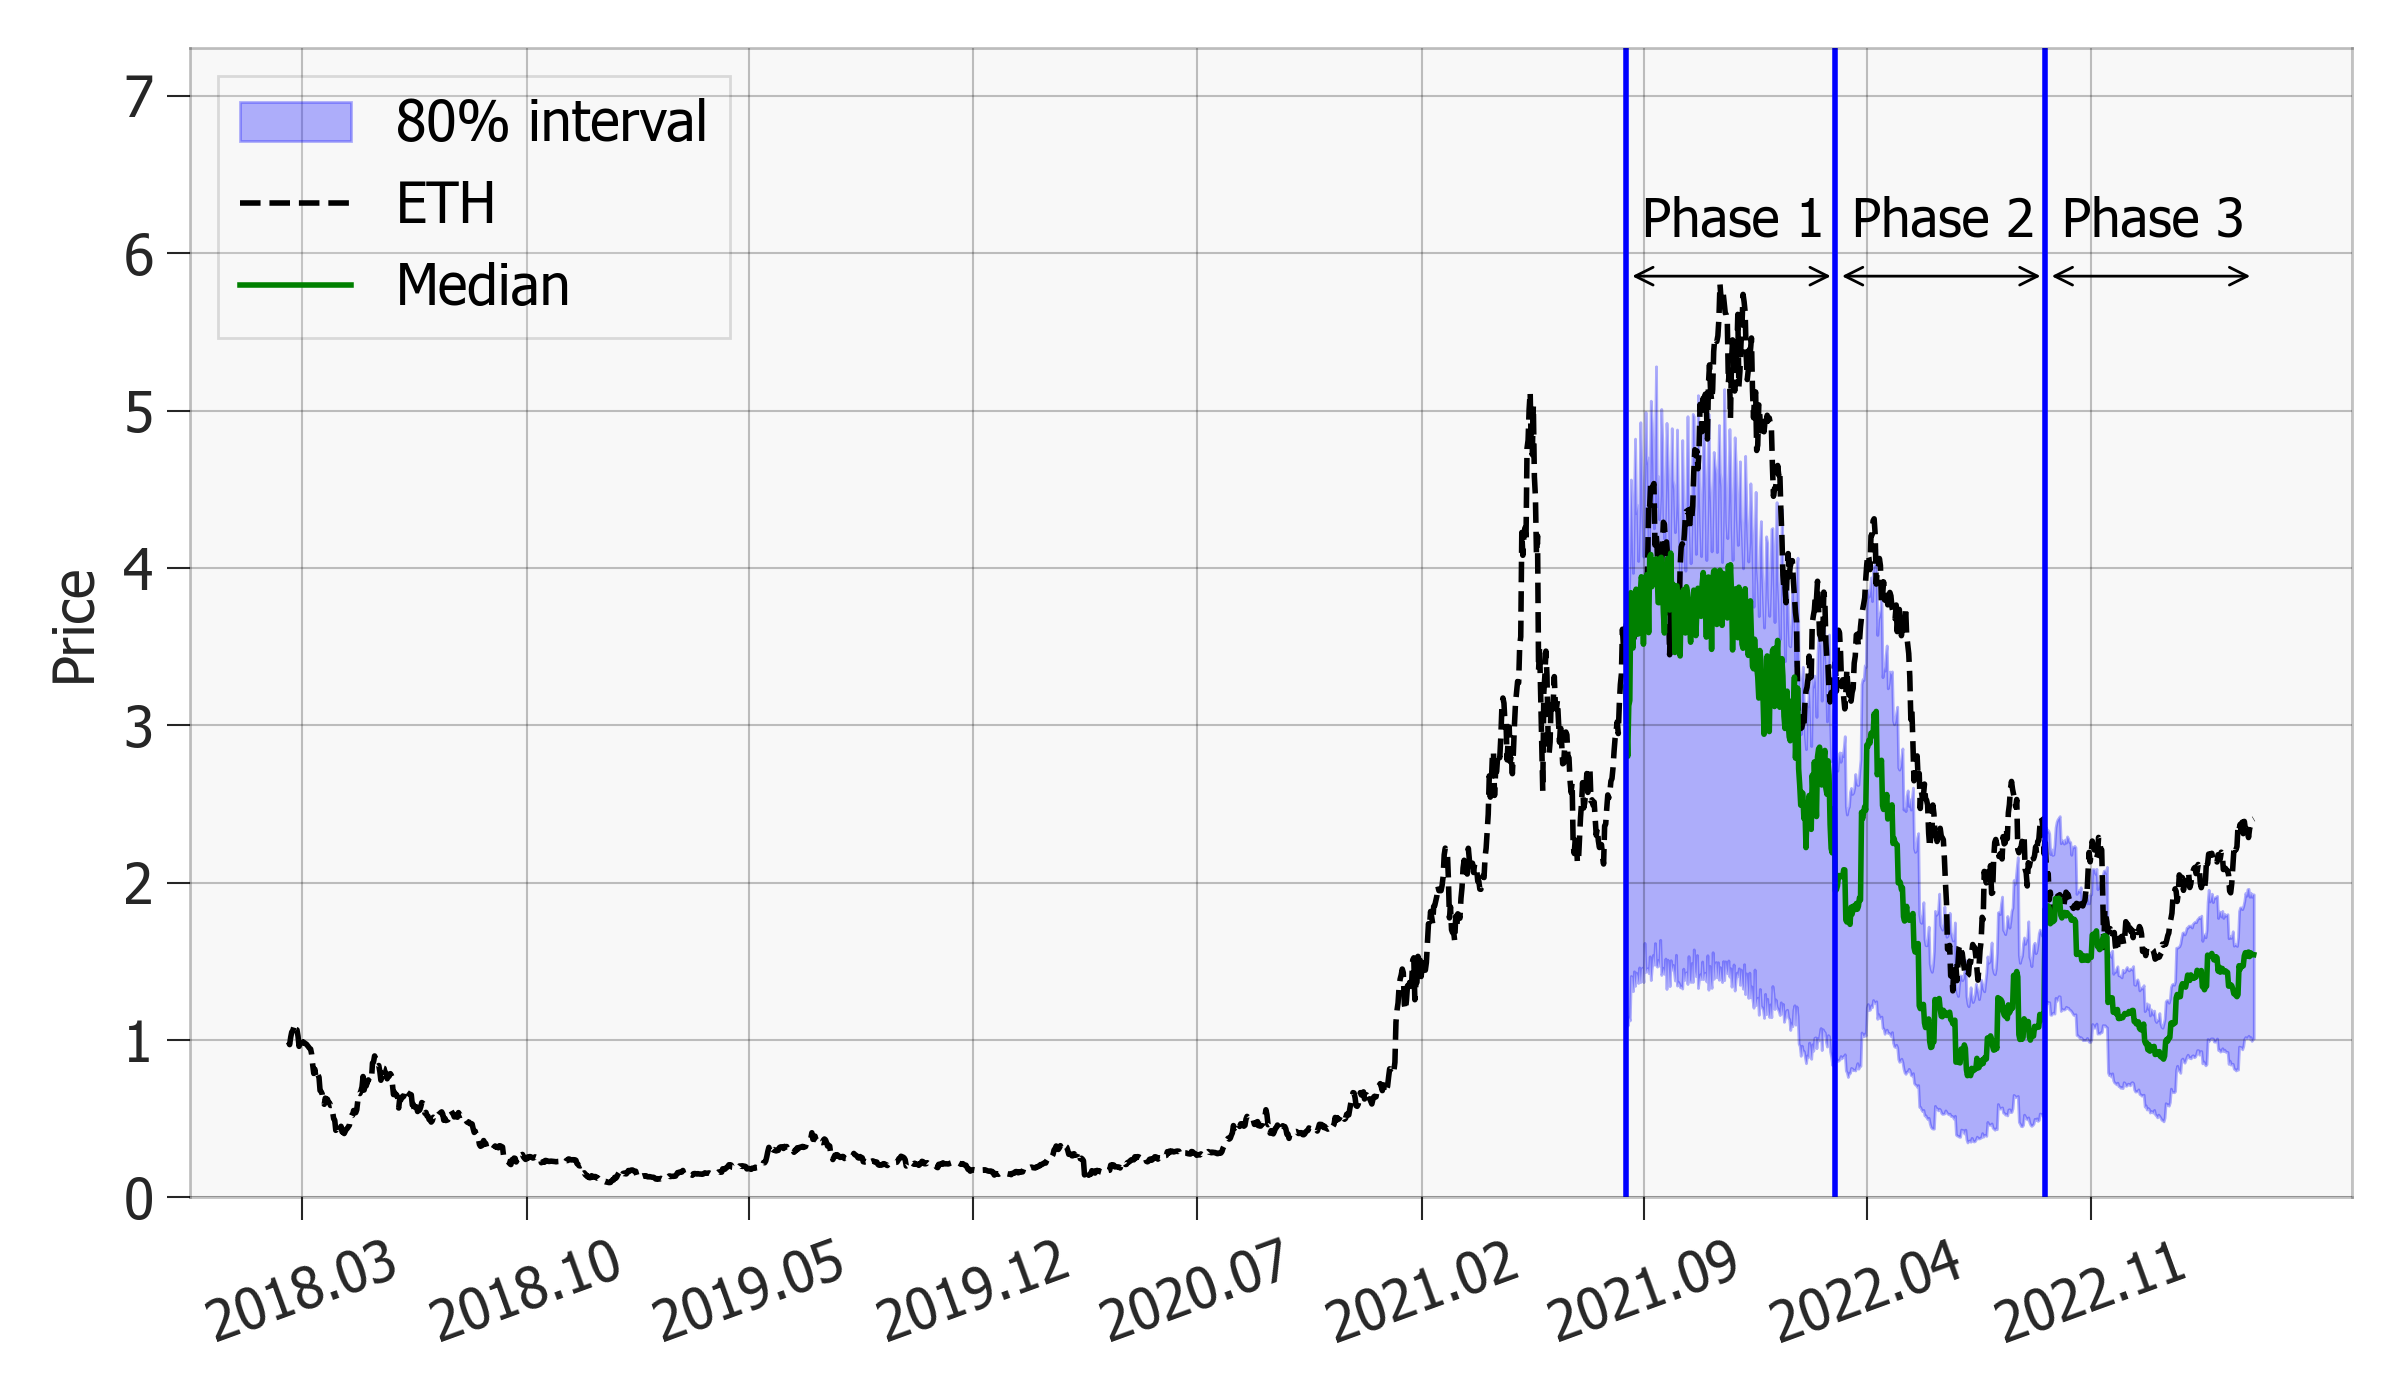 80% interval
ETH
Median
Phase 1
Phase 2
Phase 3
Price
7
6
5
4
3
2
1
0
2018.03
2018.10
2019.05
2019.12
2020.07
2021.02
2021.09
2022.04
2022.11